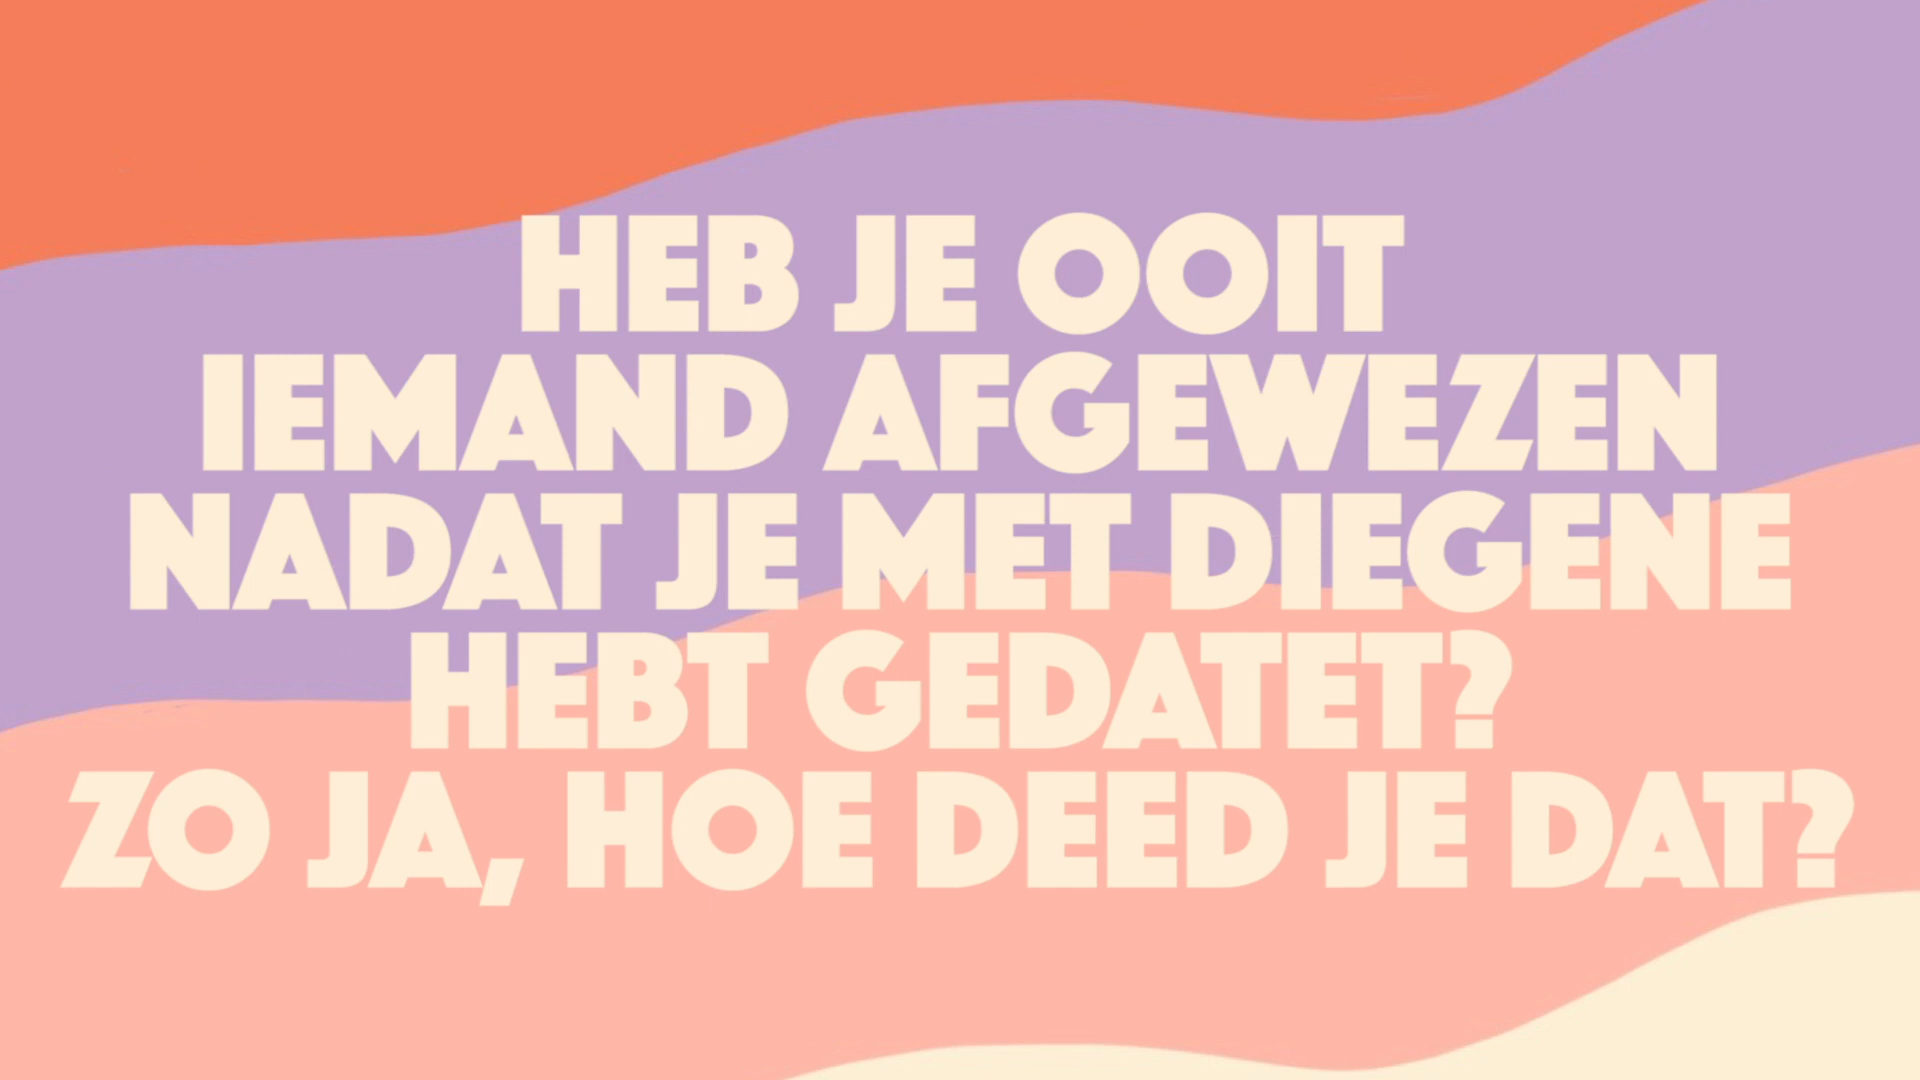 HEB JE OOIT
IEMAND AFGEWEZEN
NADAT JE MET DIEGENE
HEBT GEDATET?
ZO JA, HOE DEED JE DAT?